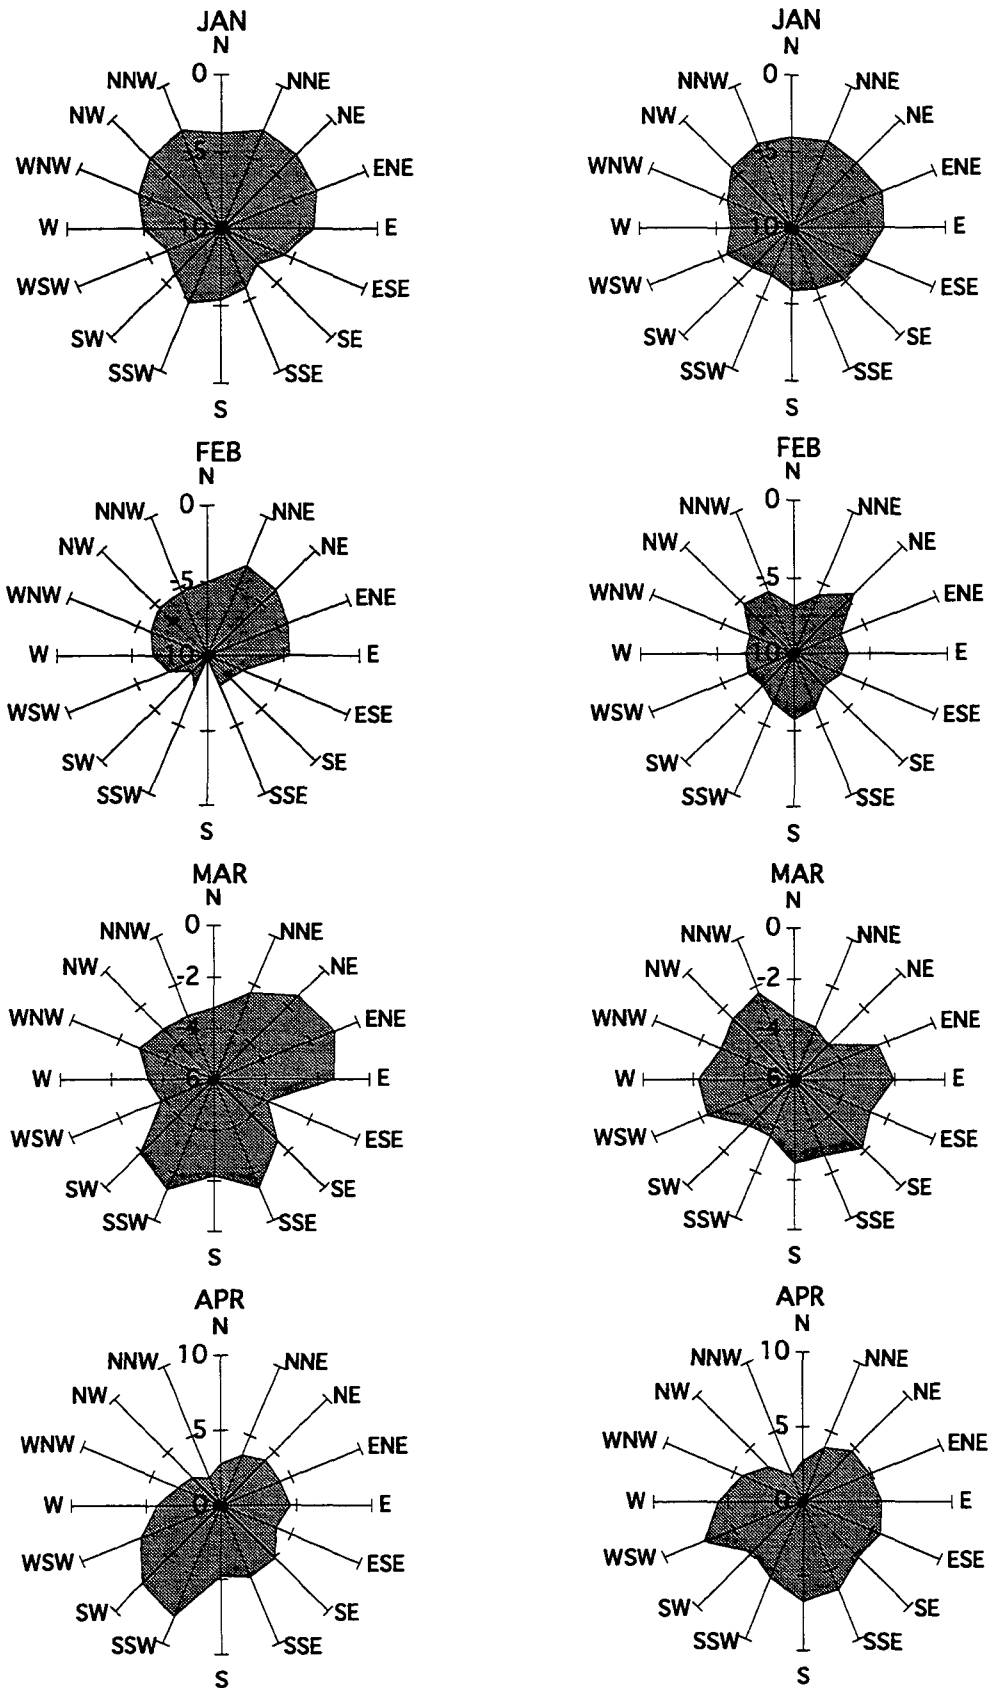 JAN JAN
N N
0 0
NNW NNE NNW NNE
NW NE NW NE
-5 -5
WNW ENE WNW ENE
W 10 E W 10 E
WSW ESE WSW ESE
SW SE SW SE
SSW SSE SSW SSE
S S
FEB FEB
N N
0 0
NNW NNE NNW NNE
NW NE NW NE
-5 -5
WNW ENE WNW ENE
W 10 E W 10 E
WSW ESE WSW ESE
SW SE SW SE
SSW SSE SSW SSE
S S
MAR MAR
N N
0 0
NNW NNE NNW NNE
NW NE NW NE
-2 -2
WNW ENE WNW ENE
-4 -4
W 6 E W 6 E
WSW ESE WSW ESE
SW SE SW SE
SSW SSE SSW SSE
S S
APR APR
N N
10 10
NNW NNE NNW NNE
NW NE NW NE
5 5
WNW ENE WNW ENE
W 0 E W 0 E
WSW ESE WSW ESE
SW SE SW SE
SSW SSE SSW SSE
S S